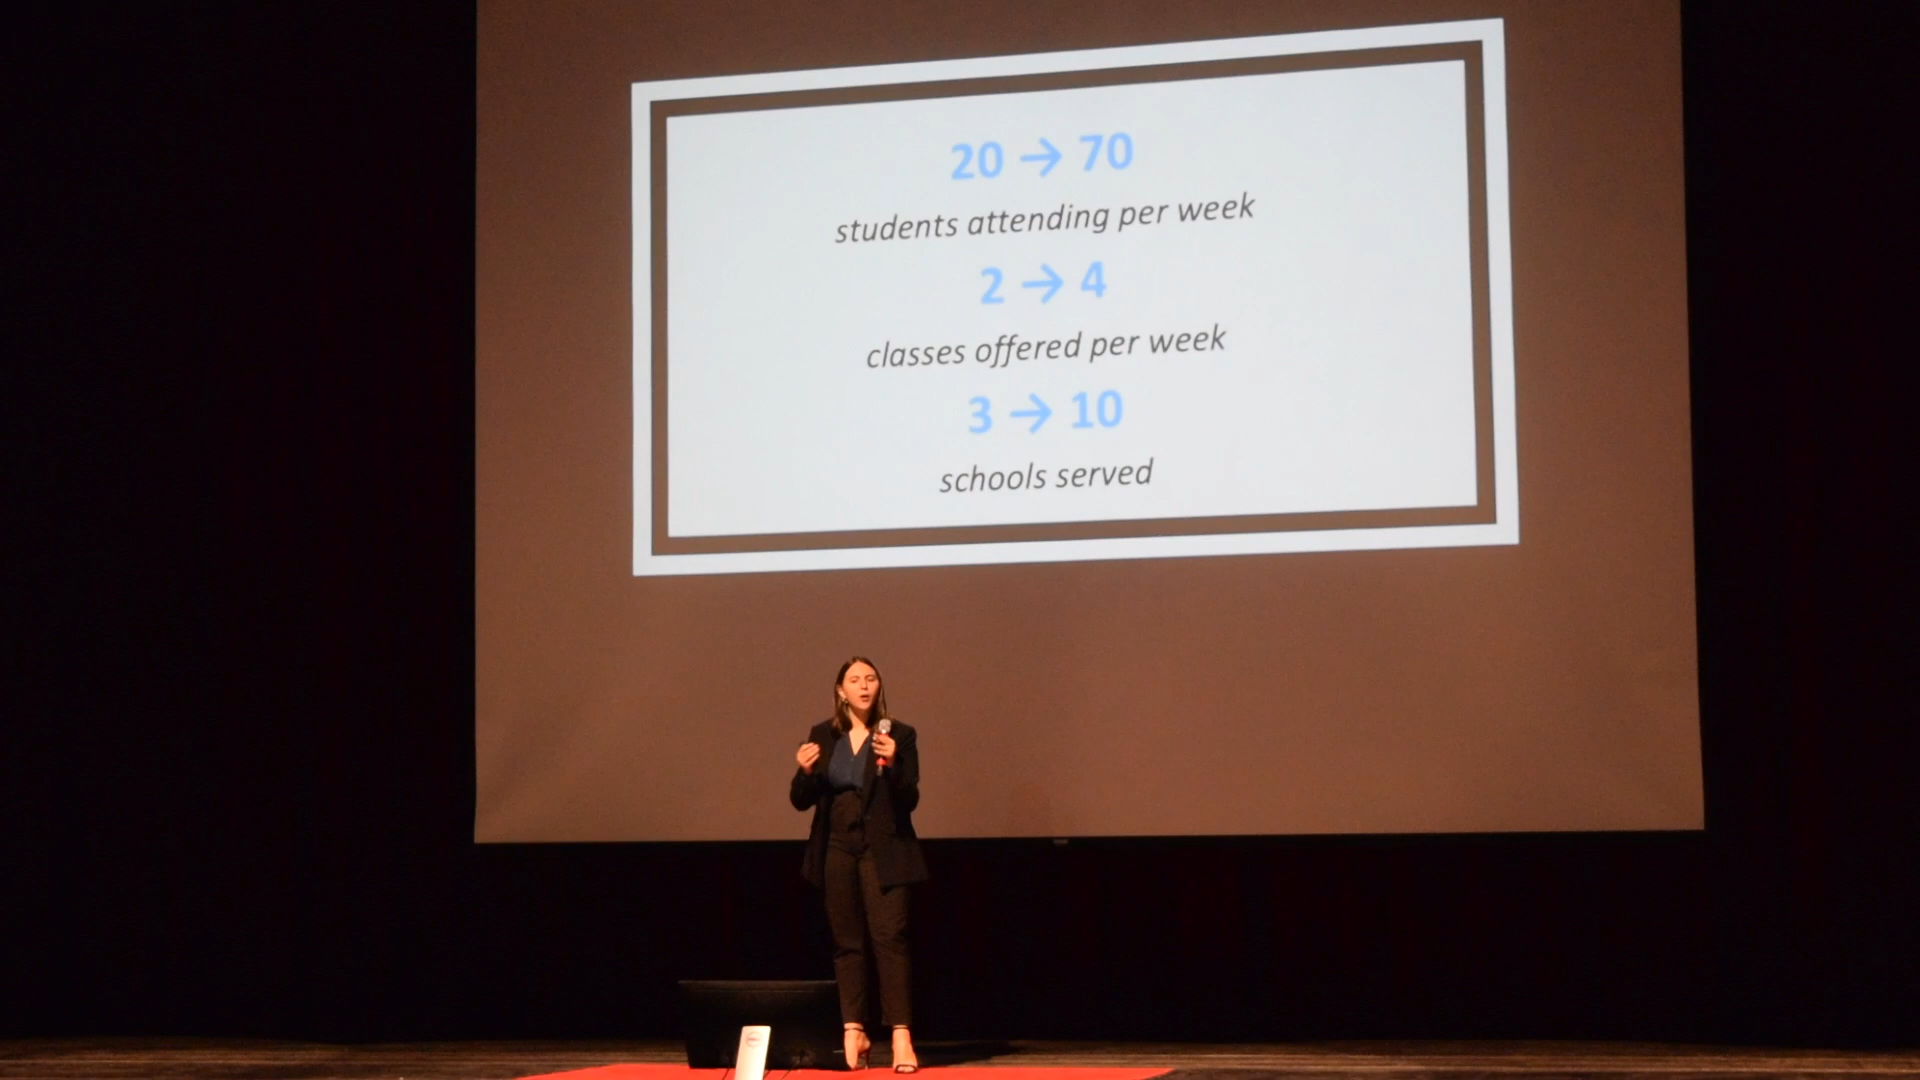 20 → 70
students attending per week
2 → 4
classes offered per week
3 → 10
schools served